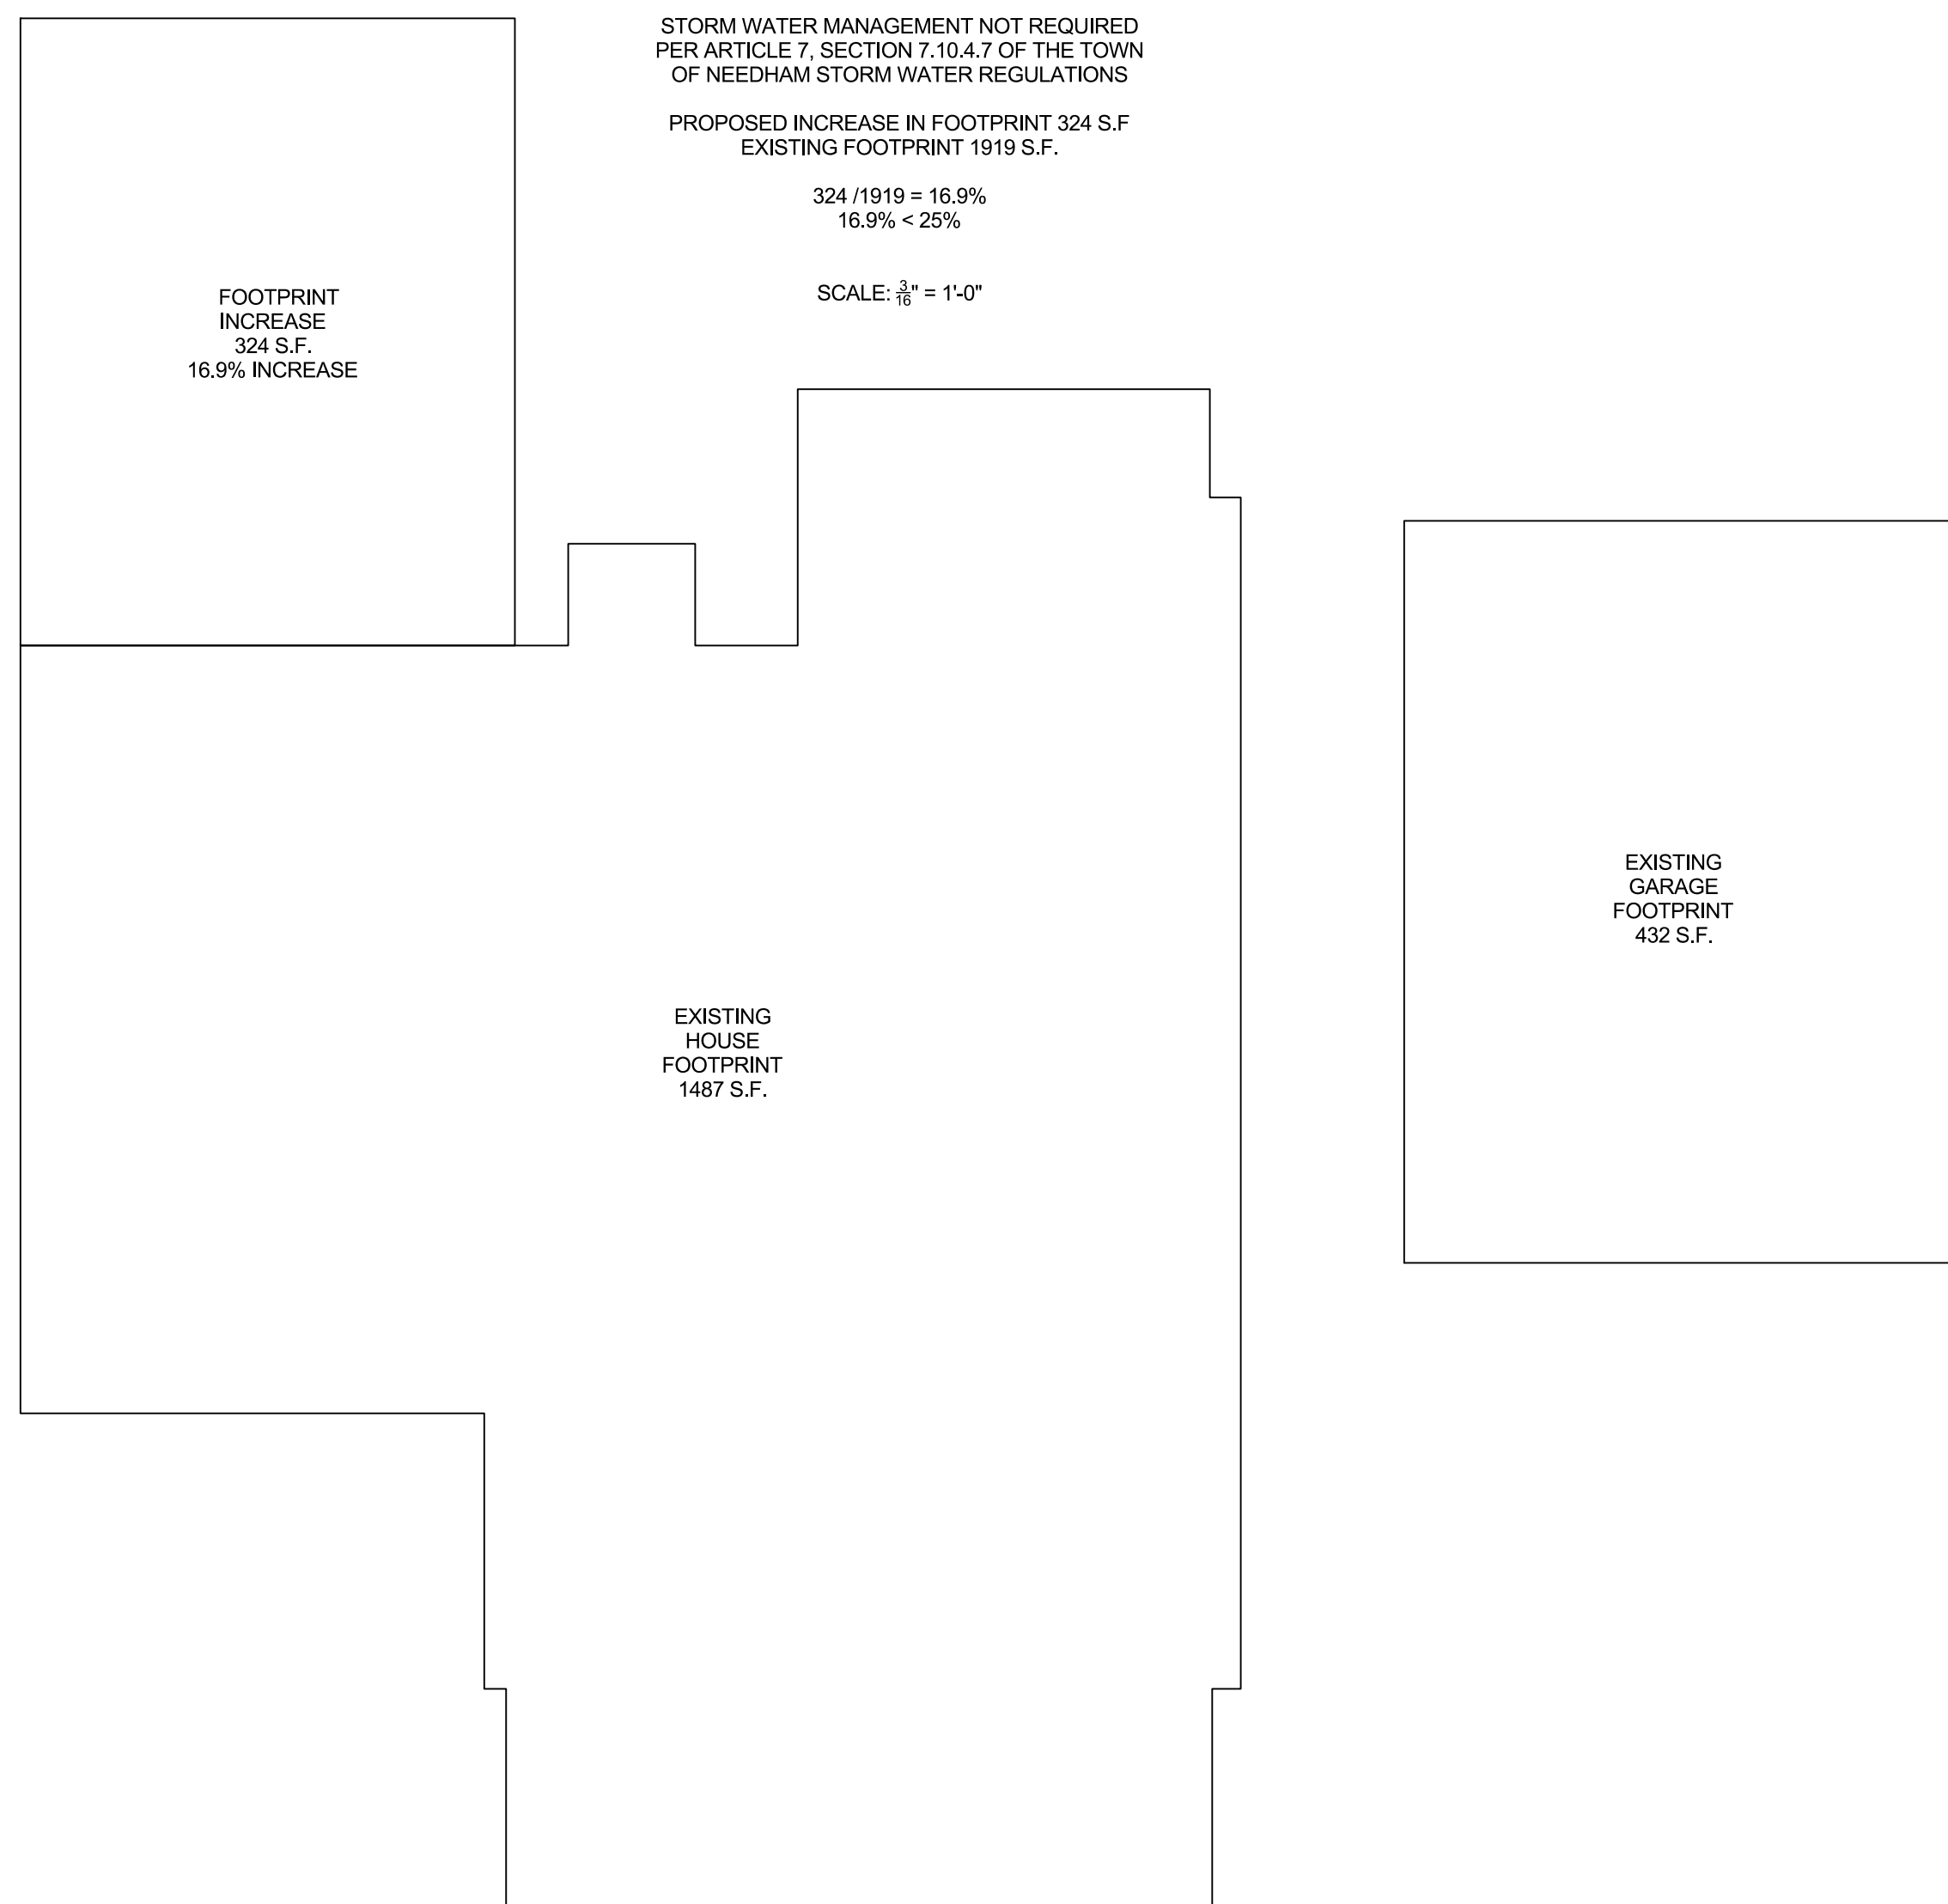 STORM WATER MANAGEMENT NOT REQUIRED
PER ARTICLE 7, SECTION 7.10.4.7 OF THE TOWN
OF NEEDHAM STORM WATER REGULATIONS
PROPOSED INCREASE IN FOOTPRINT 324 S.F
EXISTING FOOTPRINT 1919 S.F.
324 /1919 = 16.9%
16.9% < 25%
SCALE: 3/16" = 1'-0"
FOOTPRINT
INCREASE
324 S.F.
16.9% INCREASE
EXISTING
GARAGE
FOOTPRINT
432 S.F.
EXISTING
HOUSE
FOOTPRINT
1487 S.F.